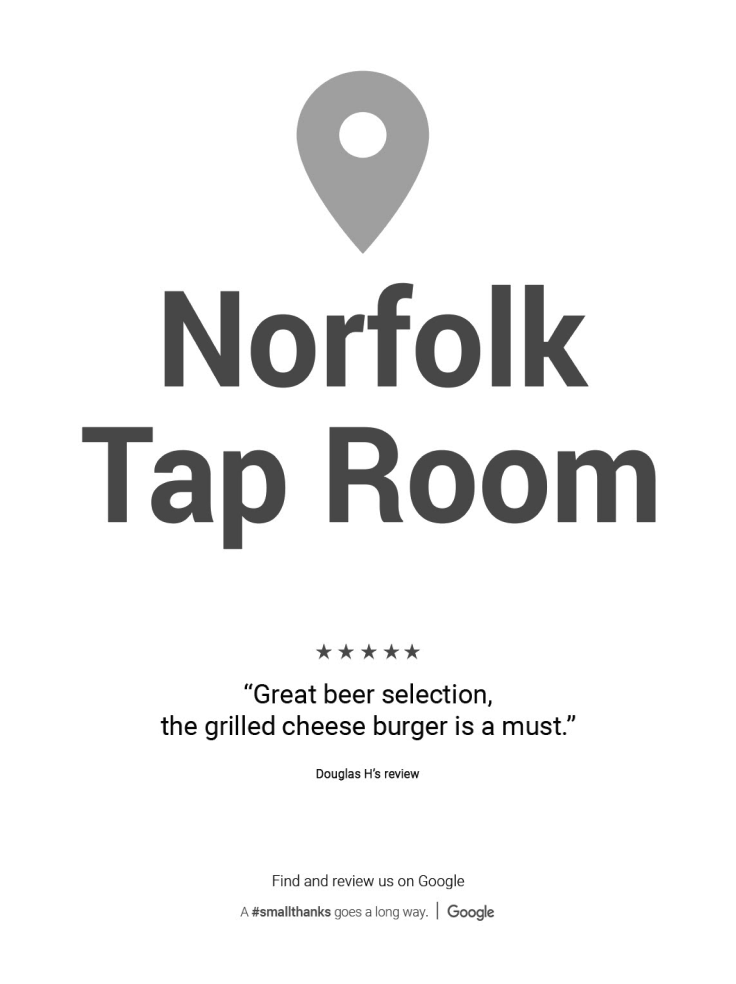 Norfolk
Tap Room
★★★★★
“Great beer selection,
the grilled cheese burger is a must.”
Douglas H’s review
Find and review us on Google
A #smallthanks goes a long way. | Google